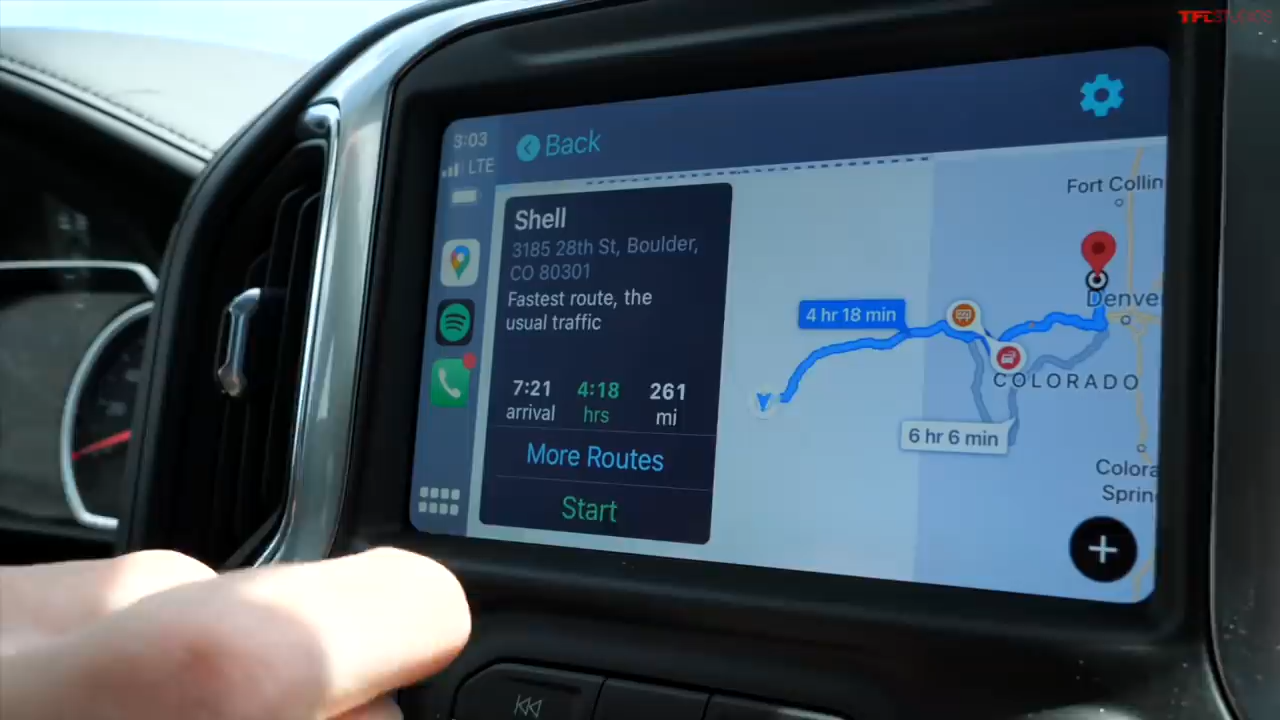 TFLSTUDIOS
3:03
LTE
Back
Shell
3185 28th St, Boulder,
CO 80301
Fastest route, the
usual traffic
7:21
4:18
261
arrival
hrs
mi
More Routes
Start
Fort Collin
Denve
4 hr 18 min
COLORADO
6 hr 6 min
Colora
Sprin